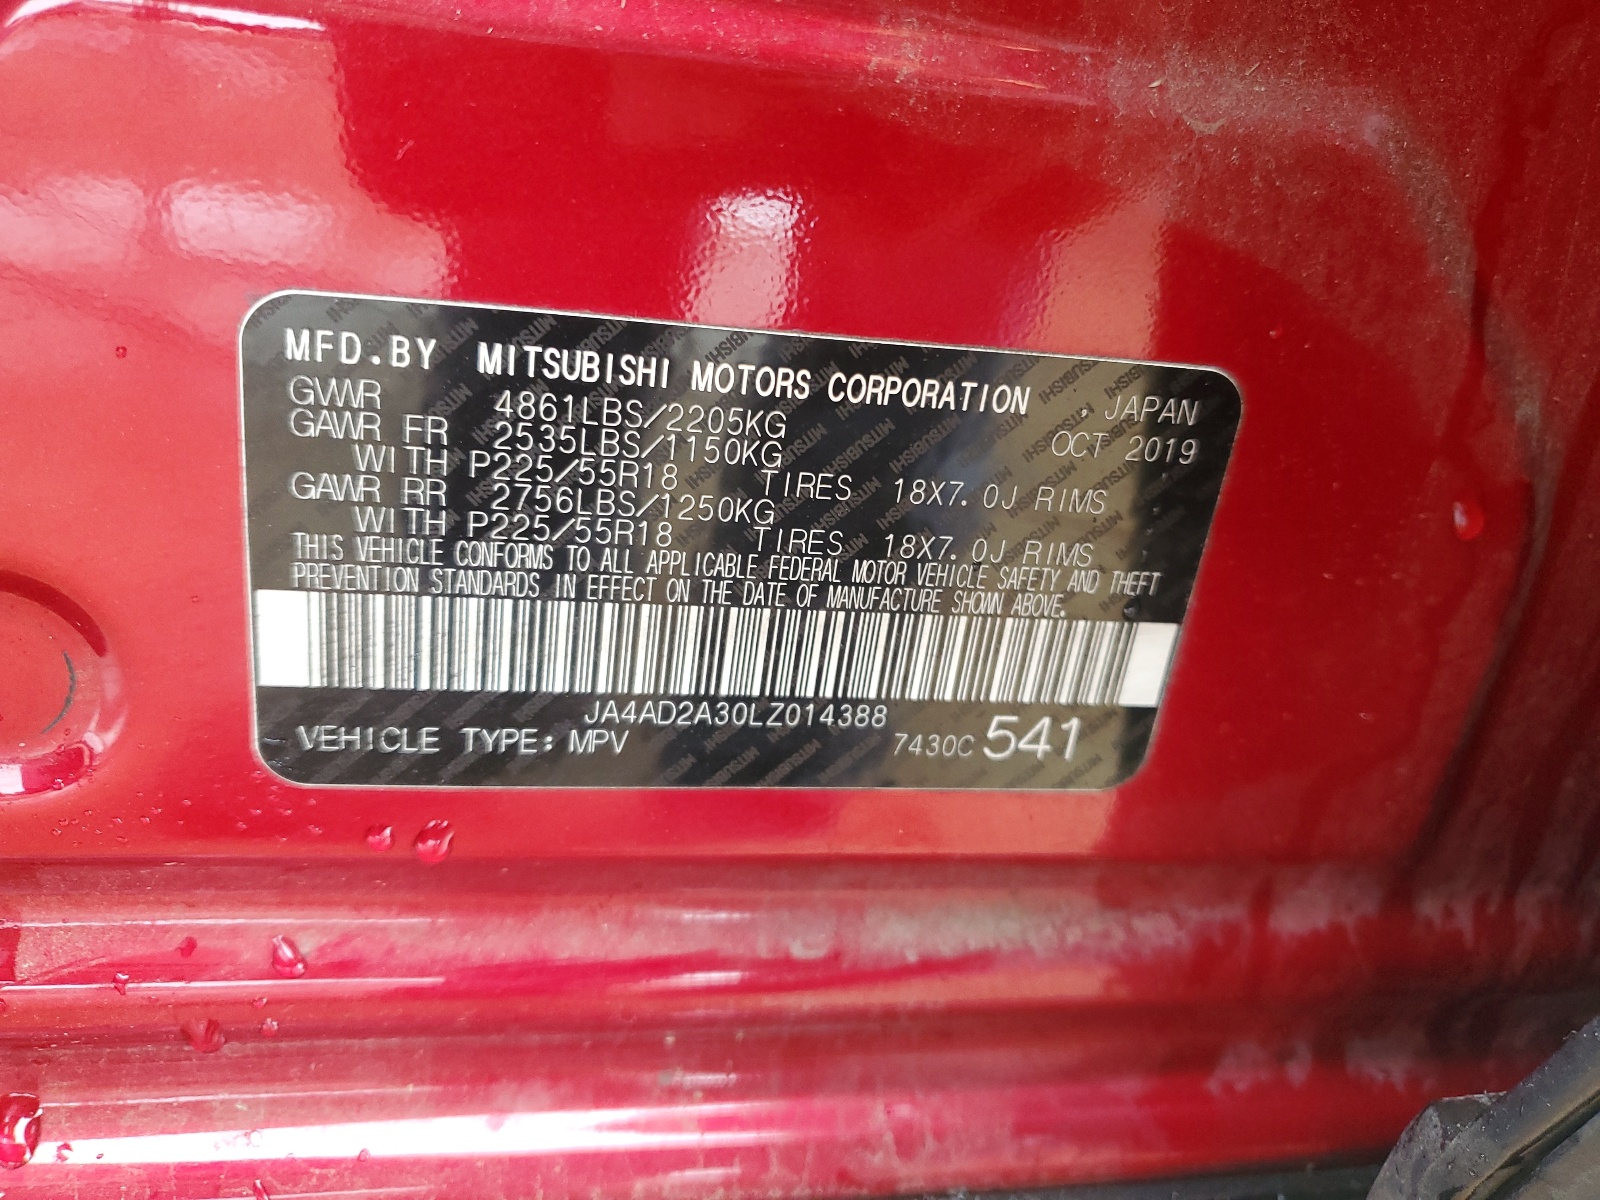 MFD.BY MITSUBISHI MOTORS CORPORATION , JAPAN
GVWR 4861LBS/2205KG OCT 2019
GAWR FR 2535LBS/1150KG
WITH P225/55R18 TIRES 18X7.0J RIMS
GAWR RR 2756LBS/1250KG
WITH P225/55R18 TIRES 18X7.0J RIMS
THIS VEHICLE CONFORMS TO ALL APPLICABLE FEDERAL MOTOR VEHICLE SAFETY AND THEFT
PREVENTION STANDARDS IN EFFECT ON THE DATE OF MANUFACTURE SHOWN ABOVE.
JA4AD2A30LZ014388
VEHICLE TYPE: MPV 7430C 541